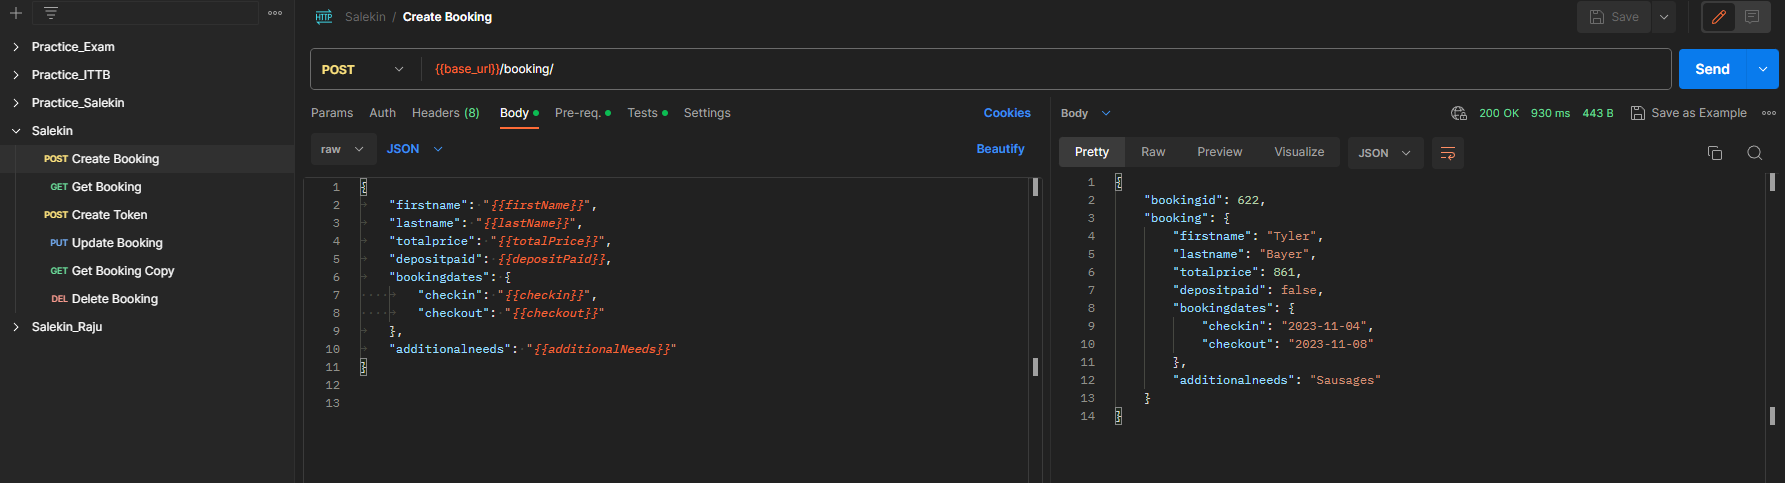 Salekin / Create Booking
Save
Practice_Exam
Practice_ITTB
Practice_Salekin
Salekin
POST Create Booking
GET Get Booking
POST Create Token
PUT Update Booking
GET Get Booking Copy
DEL Delete Booking
Salekin_Raju
HTTP
POST {{base_url}}/booking/
Send
Params Auth Headers (8) Body Pre-req. Tests Settings Cookies
raw JSON Beautify
1 {
2 "firstname": "{{firstName}}",
3 "lastname": "{{lastName}}",
4 "totalprice": "{{totalPrice}}",
5 "depositpaid": {{depositPaid}},
6 "bookingdates": {
7 "checkin": "{{checkin}}",
8 "checkout": "{{checkout}}"
9 },
10 "additionalneeds": "{{additionalNeeds}}"
11 }
12
13
Body 200 OK 930 ms 443 B Save as Example
Pretty Raw Preview Visualize JSON
1 {
2 "bookingid": 622,
3 "booking": {
4 "firstname": "Tyler",
5 "lastname": "Bayer",
6 "totalprice": 861,
7 "depositpaid": false,
8 "bookingdates": {
9 "checkin": "2023-11-04",
10 "checkout": "2023-11-08"
11 },
12 "additionalneeds": "Sausages"
13 }
14 }